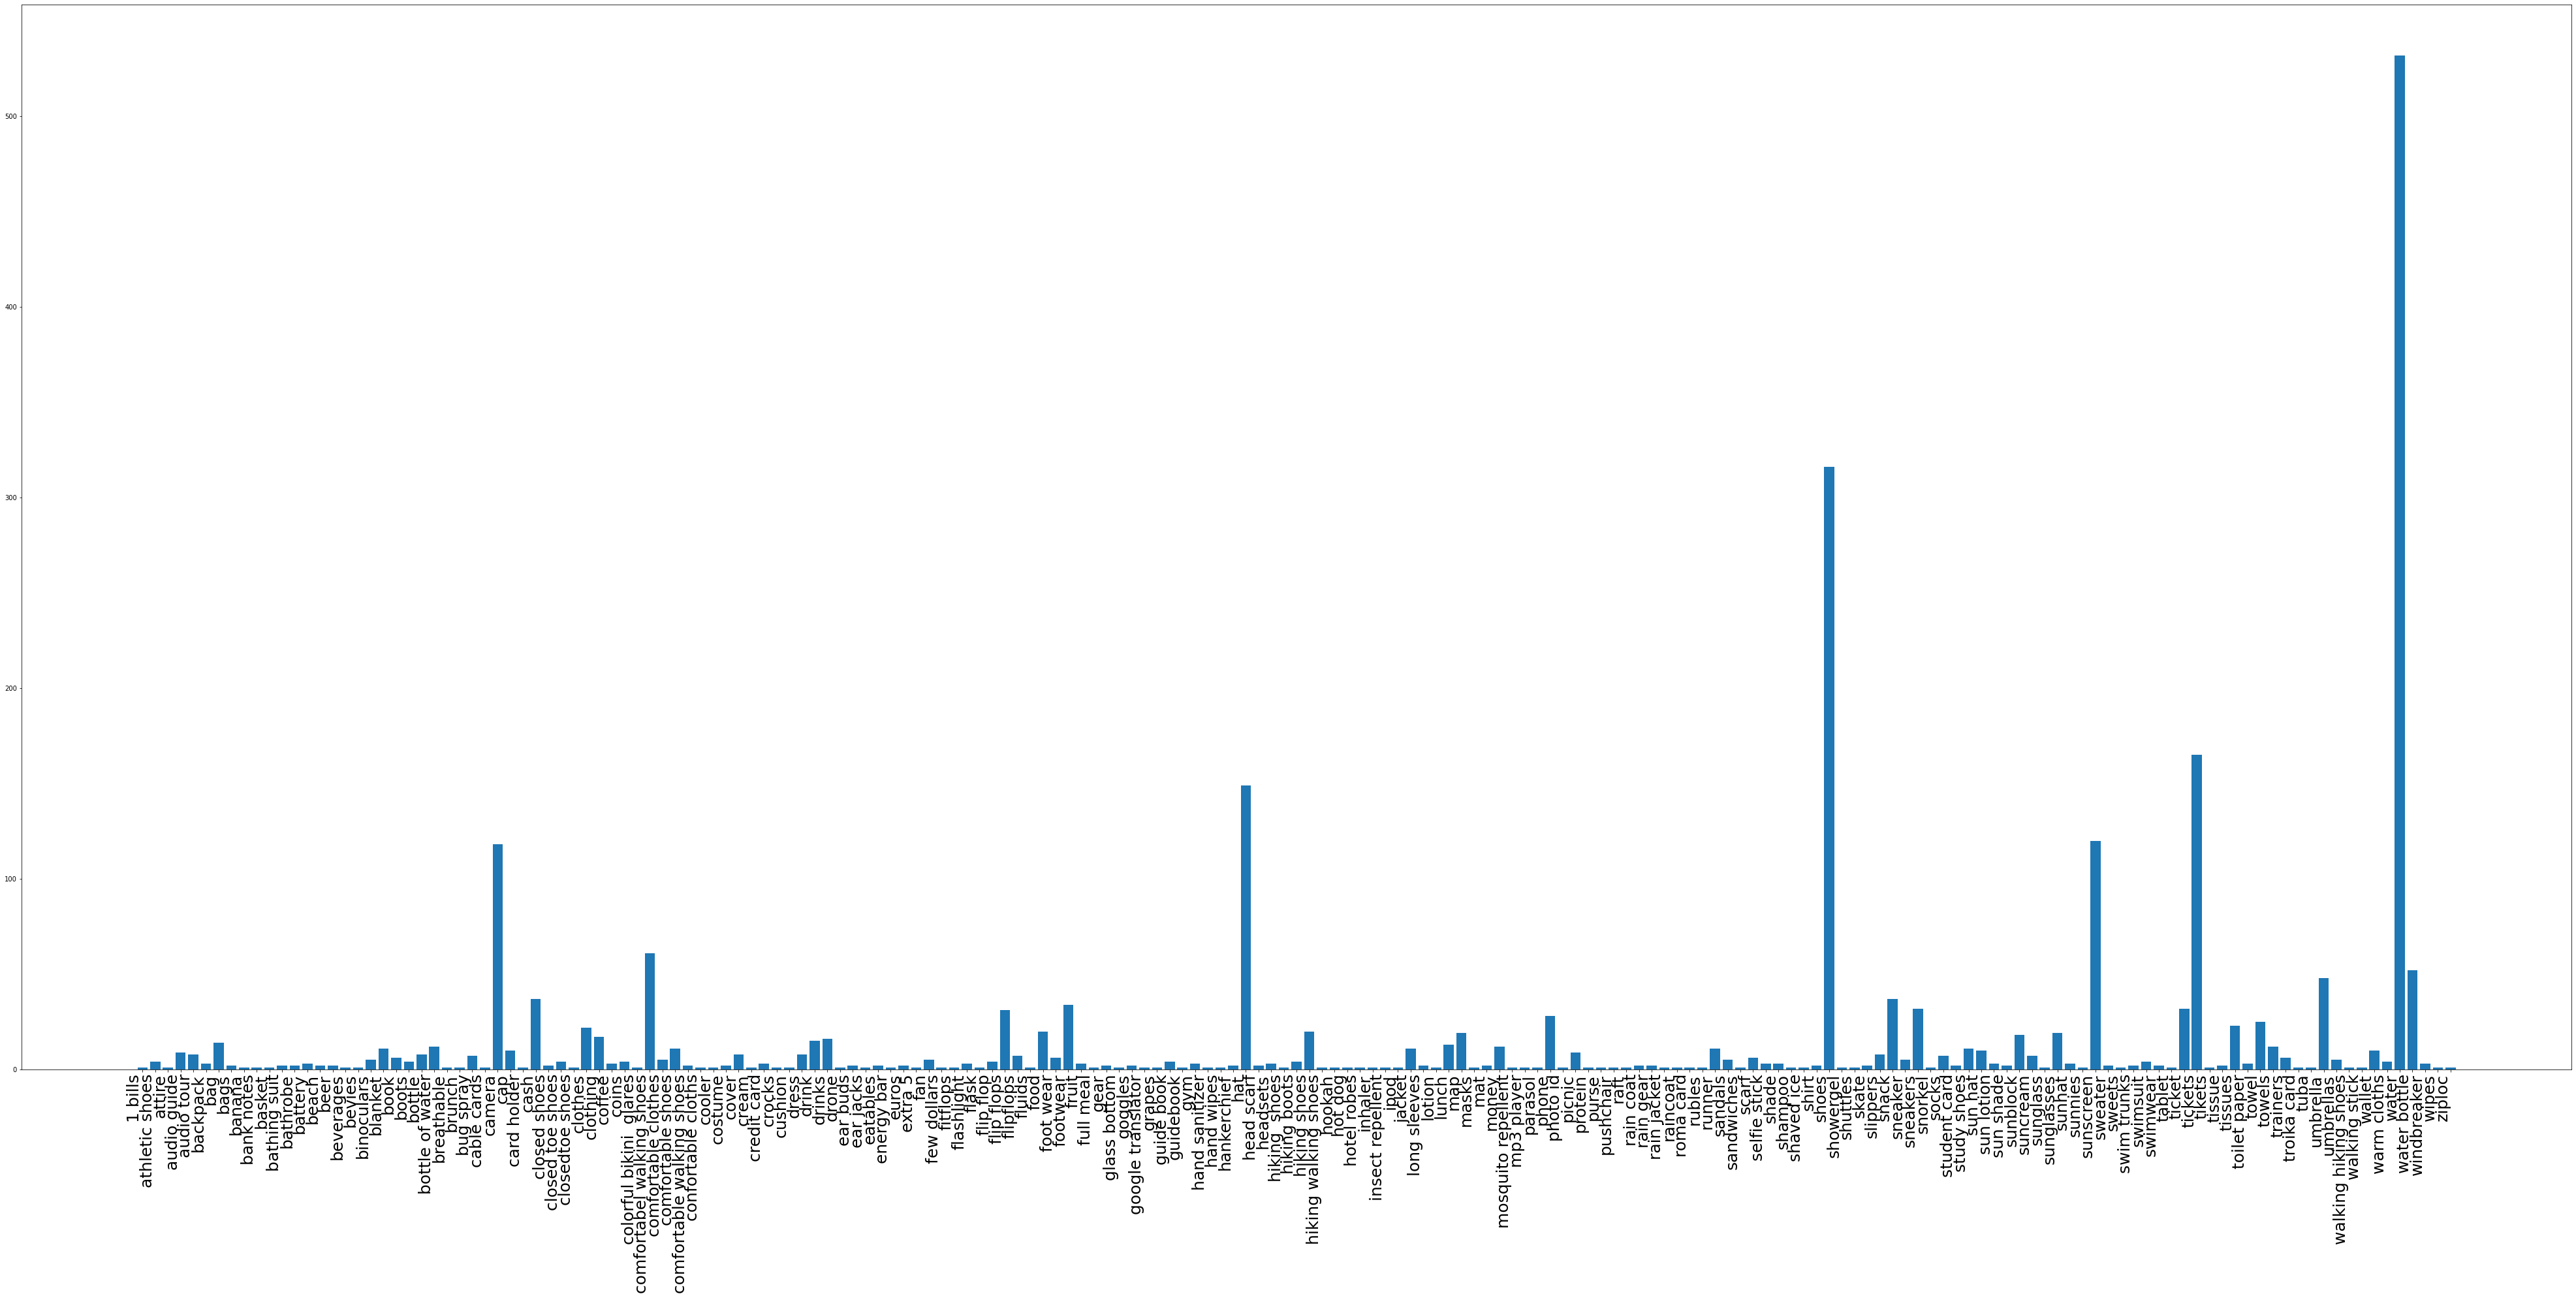 500
400
300
200
100
0
1 bills
athletic shoes
attire
audio guide
audio tour
backpack
bag
bags
banana
bank notes
basket
bathing suit
bathrobe
battery
beach
beer
beverages
beyes
binoculars
blanket
book
boots
bottle
bottle of water
breathable
brunch
bug spray
cable cards
camera
cap
card holder
cash
closed shoes
closed toe shoes
closedtoe shoes
clothes
clothing
coffee
coins
colorful bikini  glares
comfortabel walking shoes
comfortable clothes
comfortable shoes
comfortable walking shoes
confortable cloths
cooler
costume
cover
cream
credit card
crocks
cushion
dress
drink
drinks
drone
ear buds
ear jacks
eatables
energy bar
euros
extra 5
fan
few dollars
fitflops
flashlight
flask
flip flop
flip flops
flipfliops
fluids
food
foot wear
footwear
fruit
full meal
gear
glass bottom
goggles
google translator
grapes
guide book
guidebook
gym
hand sanitizer
hand wipes
hankerchief
hat
head scarf
headsets
hiking  shoes
hiking boots
hiking shoes
hiking walking shoes
hookah
hot dog
hotel robes
inhaler
insect repellent
ipod
jacket
long sleeves
lotion
lunch
map
masks
mat
money
mosquito repellent
mp3 player
parasol
phone
photoid
picnic
protein
purse
pushchair
raft
rain coat
rain gear
rain jacket
raincoat
roma card
rubles
ruber
sandals
sandwiches
scarf
selfie stick
shade
shampoo
shaved ice
shirt
shoes
showergel
shuttles
skate
slippers
snack
sneaker
sneakers
snorkel
socks
student card
study shoes
sun hat
sun lotion
sun shade
sunblock
suncream
sunglass
sunglasses
sunhat
sunnies
sunscreen
sweater
sweets
swim trunks
swimsuit
swimwear
tablet
ticket
tickets
tikets
tissue
tissues
toilet paper
towel
towels
trainers
troika card
tuba
umbrella
umbrellas
walking hiking shoes
walking stick
wallet
warm cloths
water
water bottle
windbreaker
wipes
ziploc